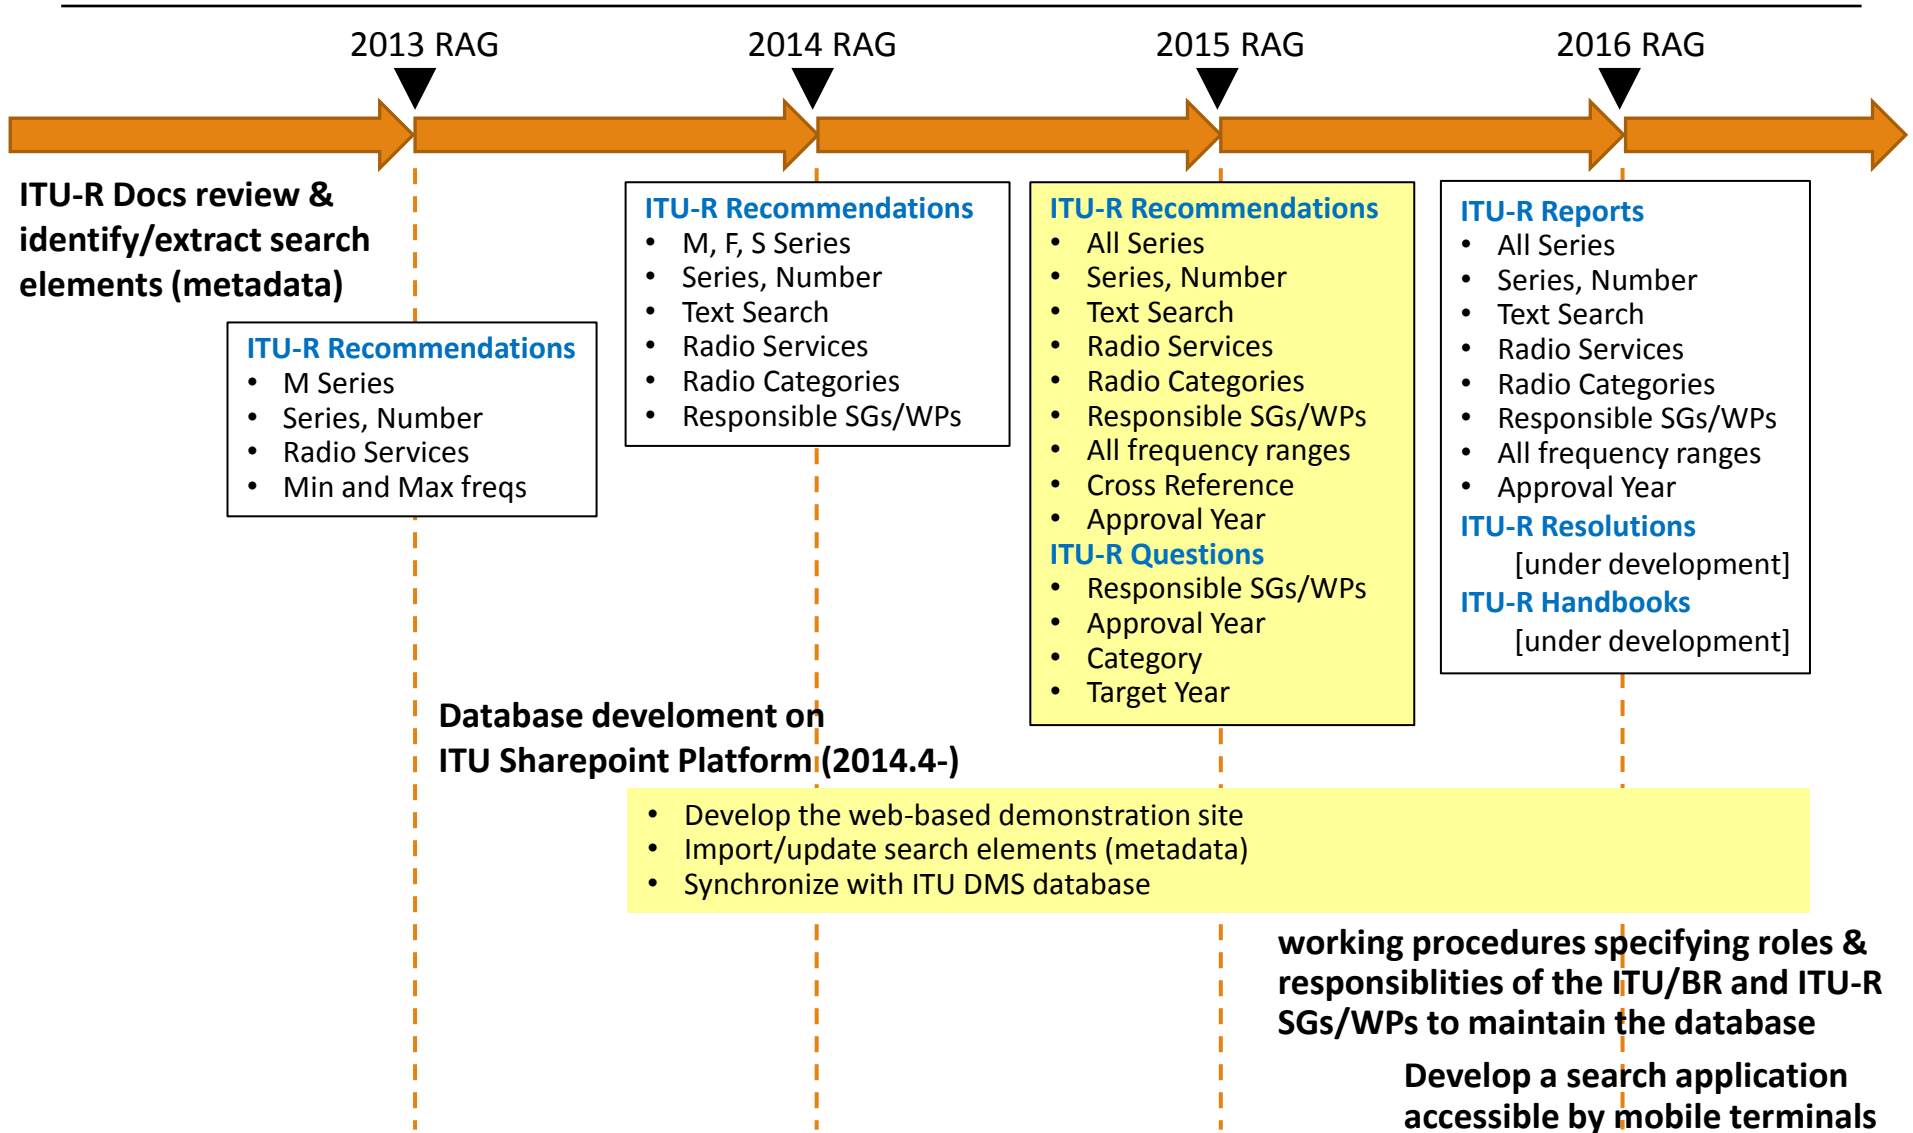 2013 RAG
2014 RAG
2015 RAG
2016 RAG
ITU-R Docs review &
identify/extract search
elements (metadata)
ITU-R Recommendations
• M Series
• Series, Number
• Radio Services
• Min and Max freqs
ITU-R Recommendations
• M, F, S Series
• Series, Number
• Text Search
• Radio Services
• Radio Categories
• Responsible SGs/WPs
ITU-R Recommendations
• All Series
• Series, Number
• Text Search
• Radio Services
• Radio Categories
• Responsible SGs/WPs
• All frequency ranges
• Cross Reference
• Approval Year
ITU-R Questions
• Responsible SGs/WPs
• Approval Year
• Category
• Target Year
ITU-R Reports
• All Series
• Series, Number
• Text Search
• Radio Services
• Radio Categories
• Responsible SGs/WPs
• All frequency ranges
• Approval Year
ITU-R Resolutions
[under development]
ITU-R Handbooks
[under development]
Database develoment on
ITU Sharepoint Platform (2014.4-)
• Develop the web-based demonstration site
• Import/update search elements (metadata)
• Synchronize with ITU DMS database
working procedures specifying roles &
responsiblities of the ITU/BR and ITU-R
SGs/WPs to maintain the database
Develop a search application
accessible by mobile terminals